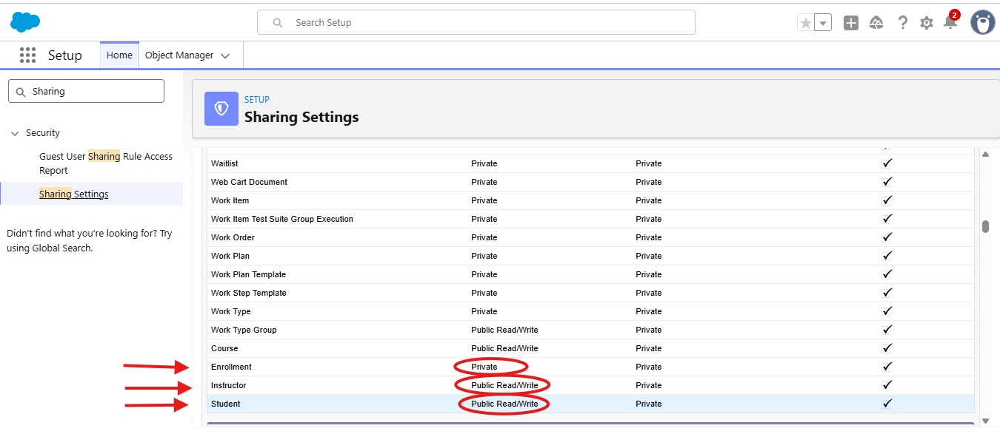 Search Setup
2
Setup
Home
Object Manager
Sharing
Security
Guest User Sharing Rule Access
Report
Sharing Settings
Didn't find what you're looking for? Try
using Global Search.
SETUP
Sharing Settings
Waitlist Private Private
Web Cart Document Private Private
Work Item Private Private
Work Item Test Suite Group Execution Private Private
Work Order Private Private
Work Plan Private Private
Work Plan Template Private Private
Work Step Template Private Private
Work Type Private Private
Work Type Group Public Read/Write Private
Course Public Read/Write Private
Enrollment Private Private
Instructor Public Read/Write Private
Student Public Read/Write Private